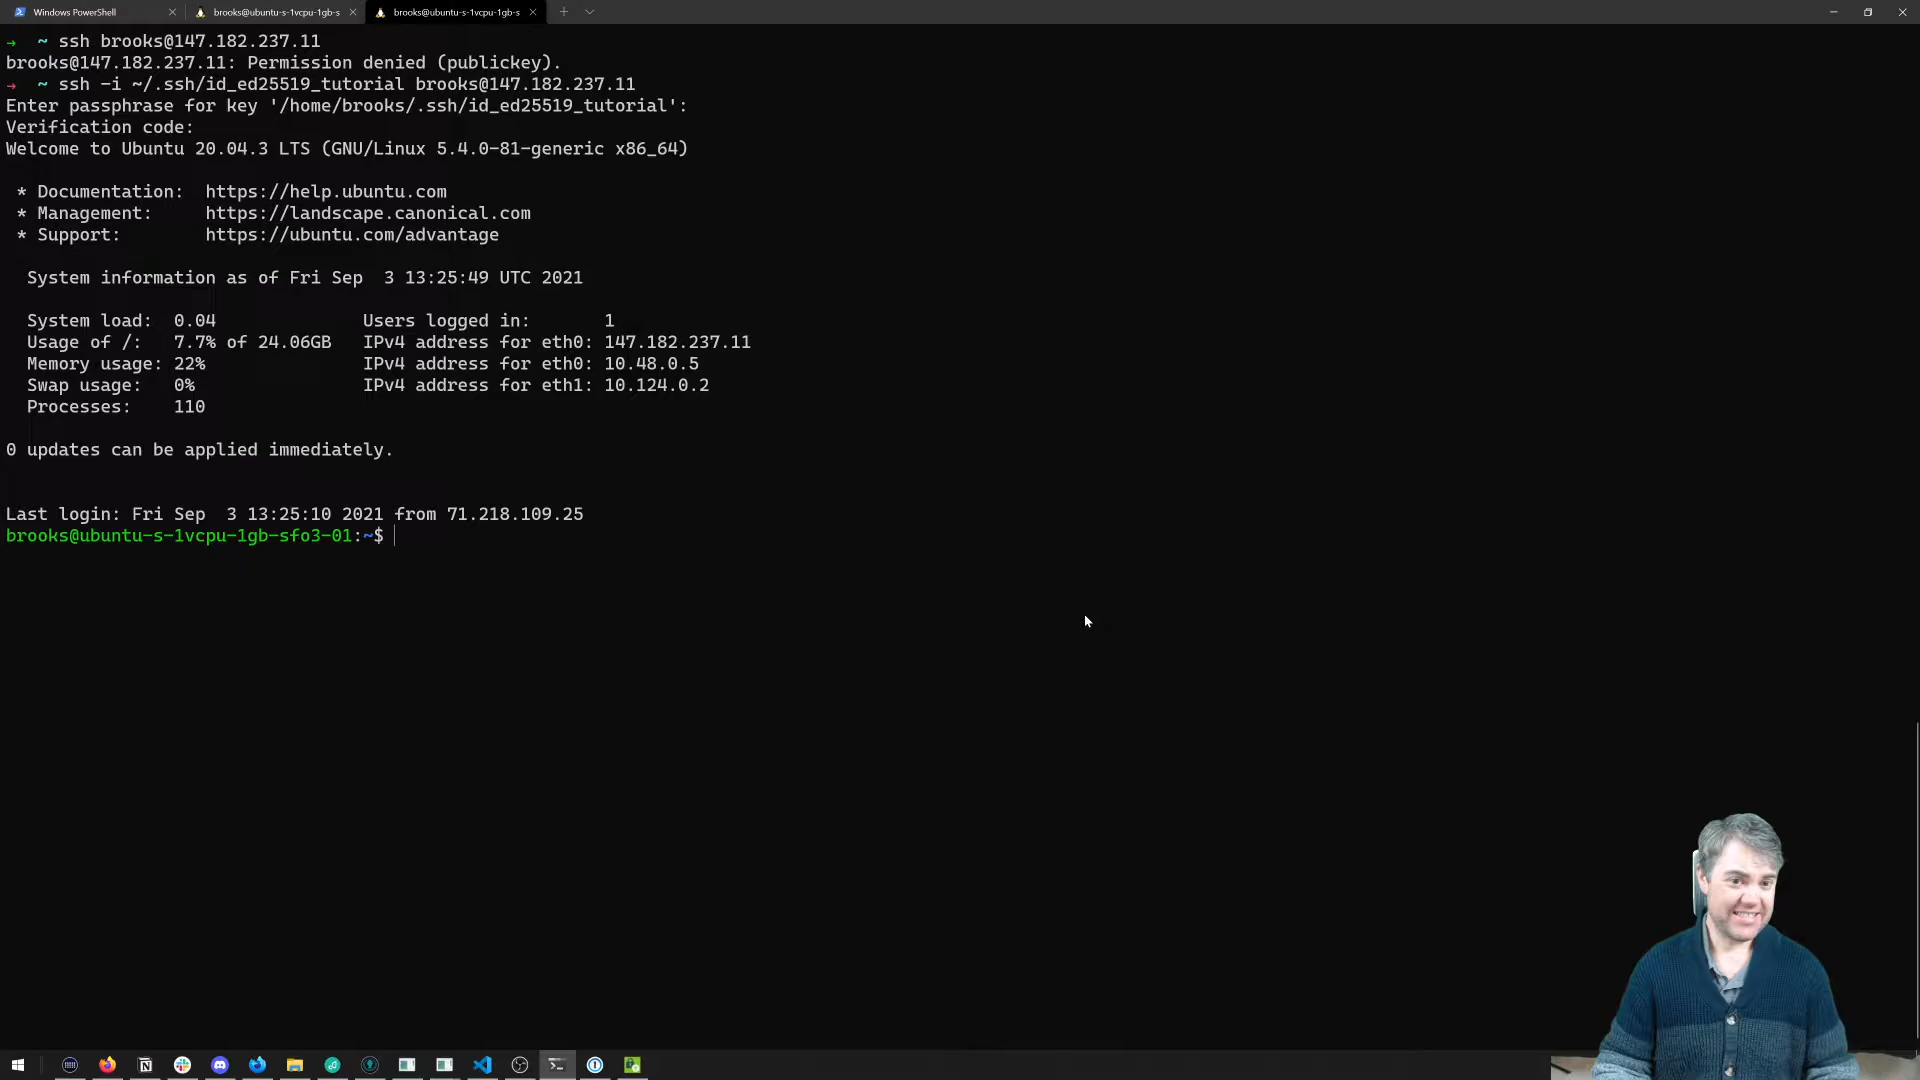 Windows PowerShell
brooks@ubuntu-s-1vcpu-1gb-s
brooks@ubuntu-s-1vcpu-1gb-s
→ ~ ssh brooks@147.182.237.11
brooks@147.182.237.11: Permission denied (publickey).
→ ~ ssh -i ~/.ssh/id_ed25519_tutorial brooks@147.182.237.11
Enter passphrase for key '/home/brooks/.ssh/id_ed25519_tutorial':
Verification code:
Welcome to Ubuntu 20.04.3 LTS (GNU/Linux 5.4.0-81-generic x86_64)
* Documentation: https://help.ubuntu.com
* Management: https://landscape.canonical.com
* Support: https://ubuntu.com/advantage
System information as of Fri Sep 3 13:25:49 UTC 2021
System load: 0.04 Users logged in: 1
Usage of /: 7.7% of 24.06GB IPv4 address for eth0: 147.182.237.11
Memory usage: 22% IPv4 address for eth0: 10.48.0.5
Swap usage: 0% IPv4 address for eth1: 10.124.0.2
Processes: 110
0 updates can be applied immediately.
Last login: Fri Sep 3 13:25:10 2021 from 71.218.109.25
brooks@ubuntu-s-1vcpu-1gb-sfo3-01:~$